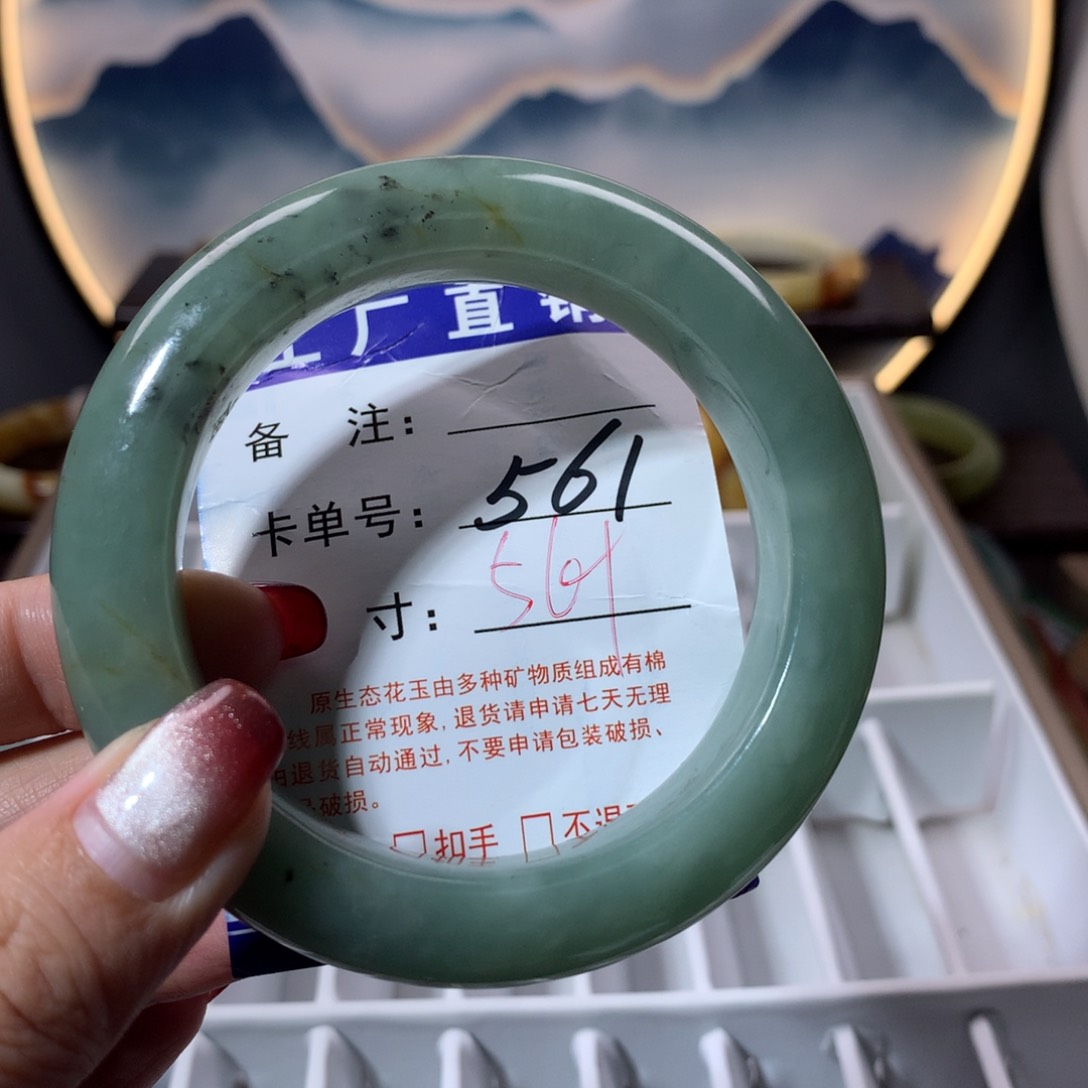 工厂直销
备 注：
卡单号：561
561
寸：
原生态花玉由多种矿物质组成有棉
线属正常现象，退货请申请七天无理
由退货自动通过，不要申请包装破损、
破损。
□扣手 □不退